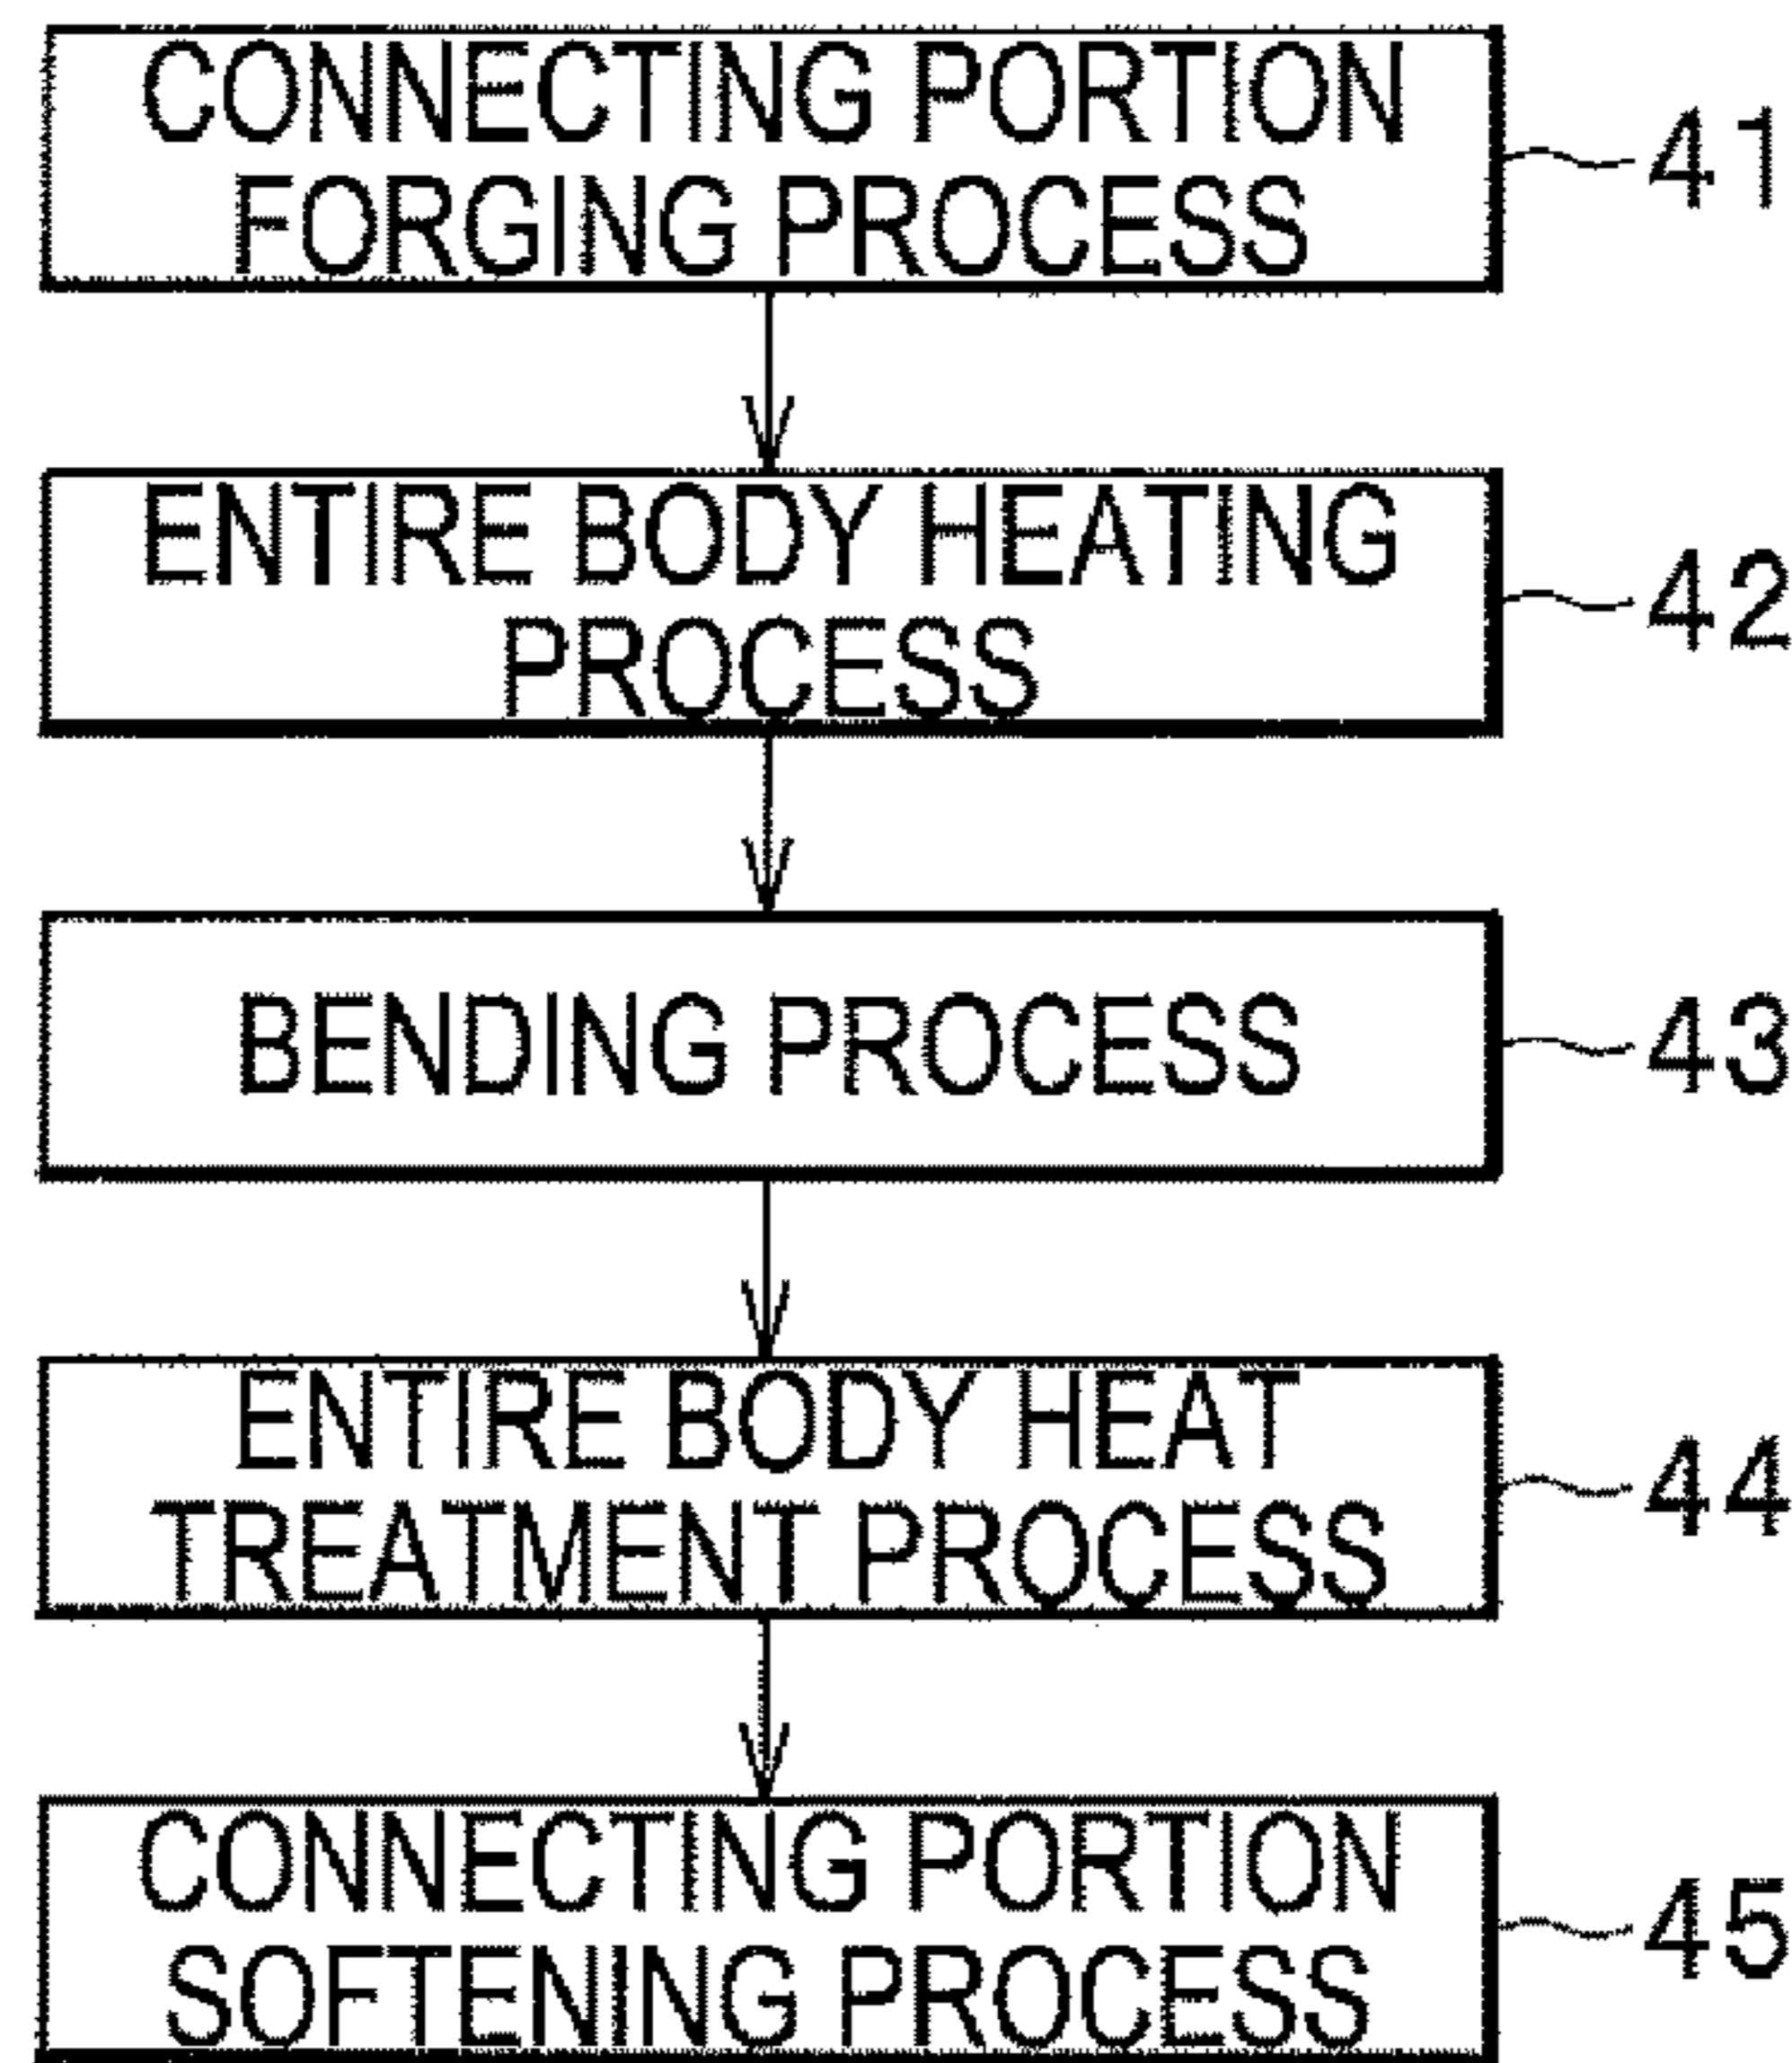 CONNECTING PORTION
FORGING PROCESS
41
ENTIRE BODY HEATING
PROCESS
42
BENDING PROCESS
43
ENTIRE BODY HEAT
TREATMENT PROCESS
44
CONNECTING PORTION
SOFTENING PROCESS
45